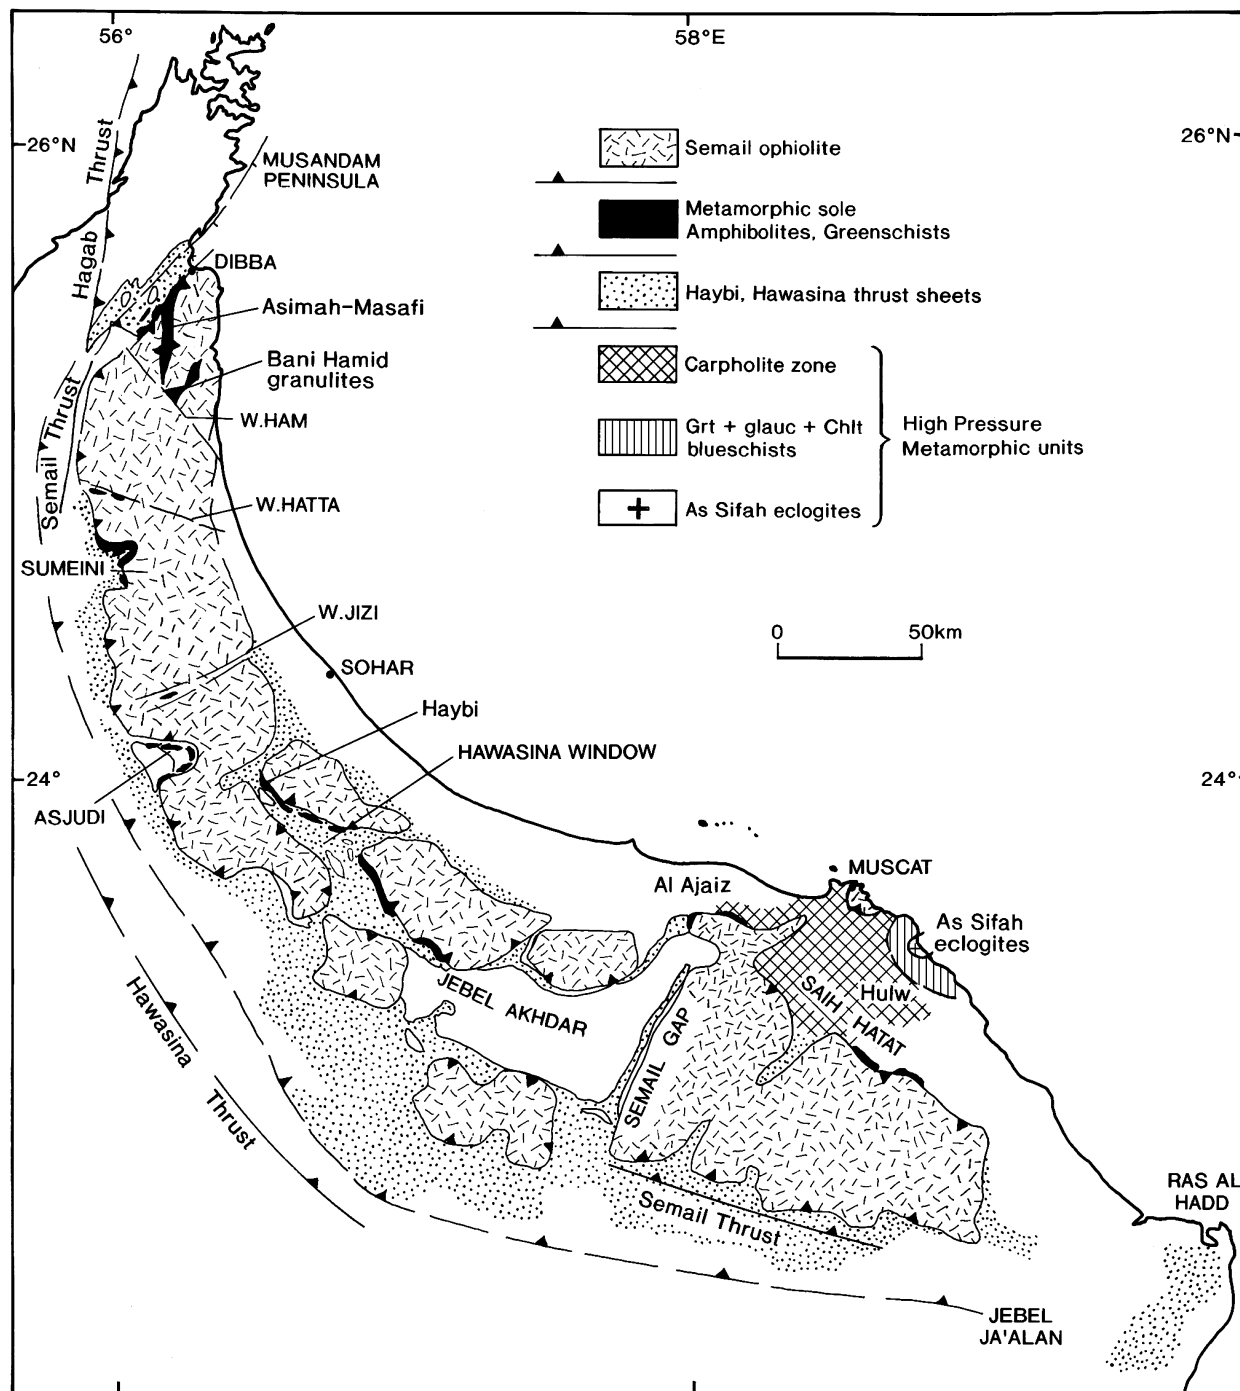 56°
58°E
26°N
26°N
Thrust
Hagab
MUSANDAM
PENINSULA
DIBBA
Asimah-Masafi
Bani Hamid
granulites
W.HAM
Semail Thrust
W.HATTA
SUMEINI
W.JIZI
SOHAR
Haybi
HAWASINA WINDOW
24°
24°
ASJUDI
Semail ophiolite
Metamorphic sole
Amphibolites, Greenschists
Haybi, Hawasina thrust sheets
Carpholite zone
Grt + glauc + Chlt
blueschists
As Sifah eclogites
High Pressure
Metamorphic units
0 50km
MUSCAT
Al Ajaiz
As Sifah
eclogites
Hulw
SAIH HATAT
JEBEL AKHDAR
SEMAIL GAP
Hawasina
Thrust
Semail Thrust
RAS AL
HADD
JEBEL
JA'ALAN